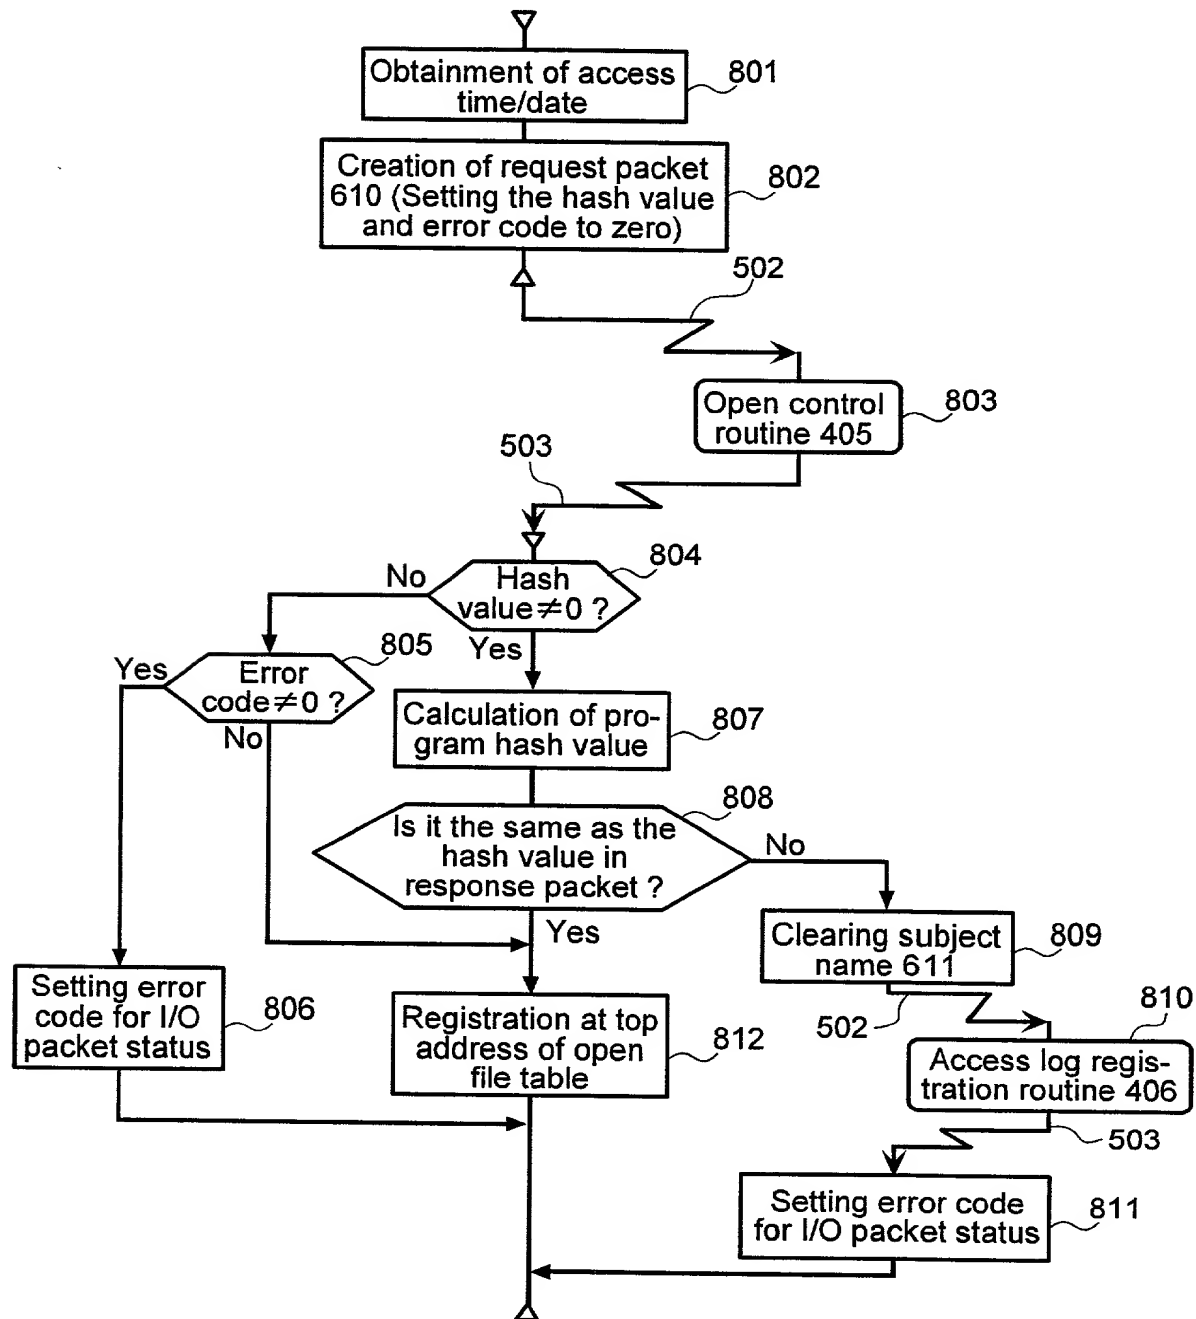 Obtainment of access
time/date
801
Creation of request packet
610 (Setting the hash value
and error code to zero)
802
502
Open control
routine 405
803
503
Hash
value≠0 ?
804
No
Yes
Error
code≠0 ?
805
Yes
No
Calculation of pro-
gram hash value
807
Is it the same as the
hash value in
response packet ?
808
No
Yes
Clearing subject
name 611
809
Setting error
code for I/O
packet status
806
Registration at top
address of open
file table
812
502
810
Access log regis-
tration routine 406
503
Setting error code
for I/O packet status
811